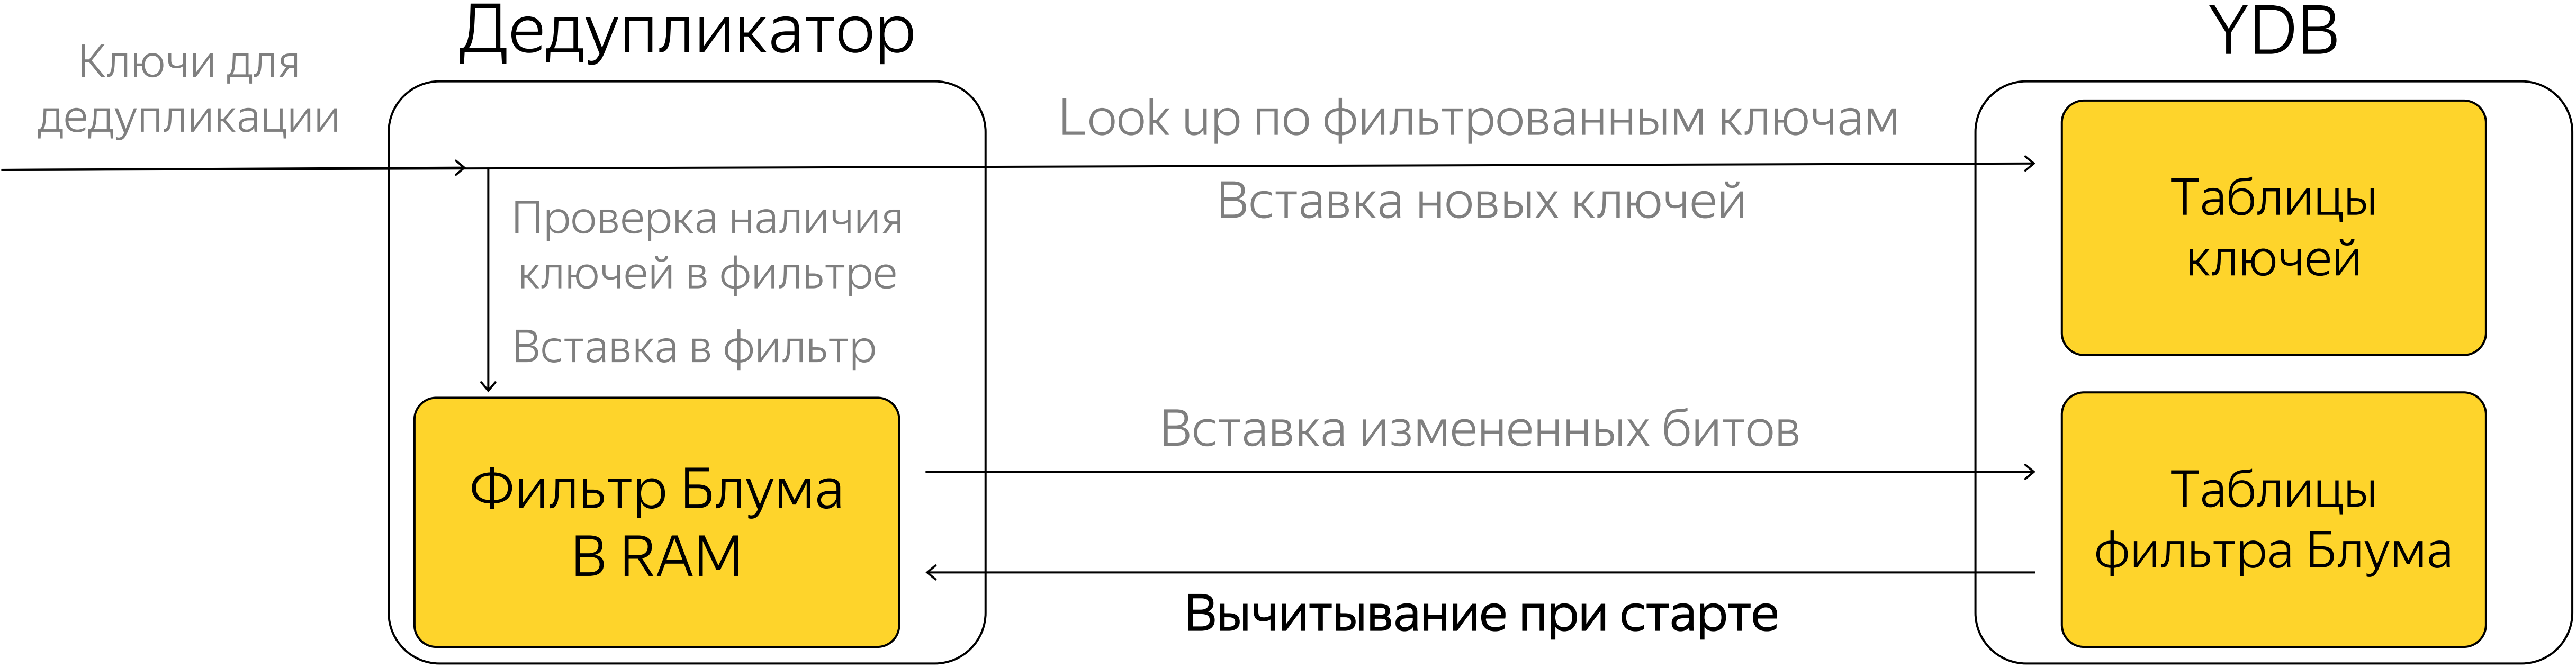 Дедупликатор
YDB
Ключи для
дедупликации
Look up по фильтрованным ключам
Вставка новых ключей
Таблицы
ключей
Проверка наличия
ключей в фильтре
Вставка в фильтр
Фильтр Блума
В RAM
Вставка измененных битов
Вычитывание при старте
Таблицы
фильтра Блума